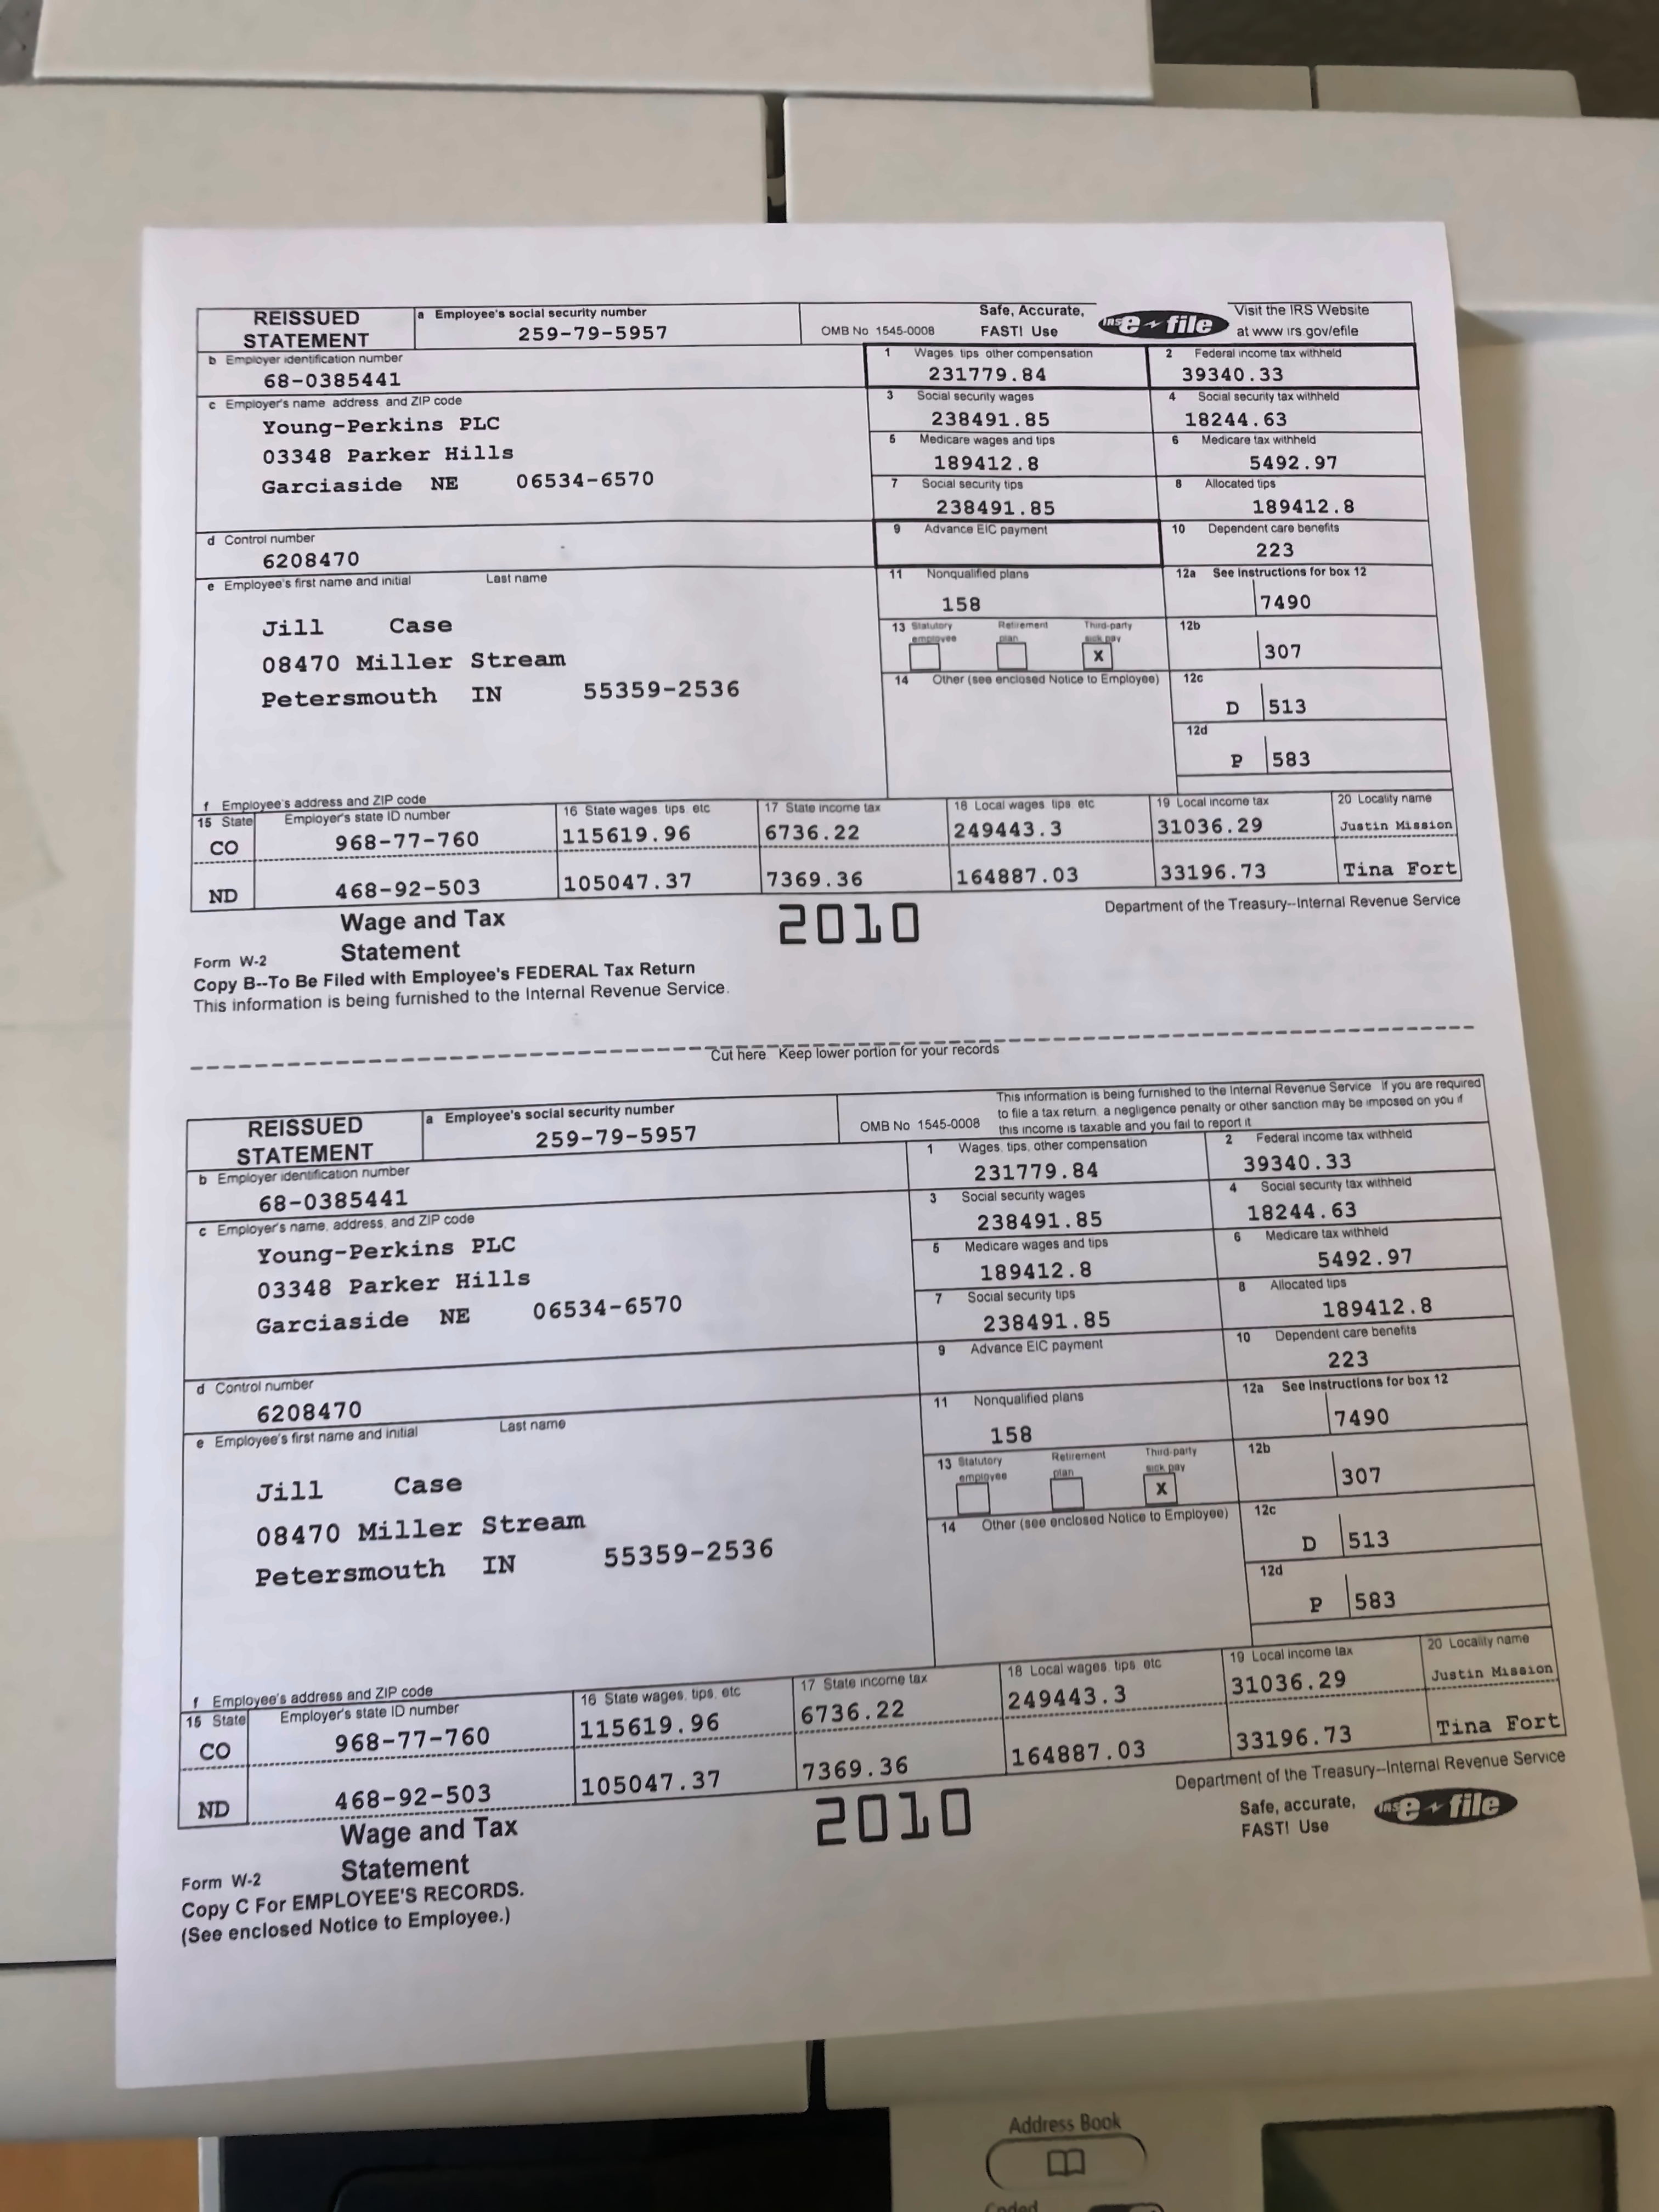 REISSUED STATEMENT
a Employee's social security number
259-79-5957
OMB No 1545-0008
Safe, Accurate,
FAST! Use
IRS e-file
Visit the IRS Website
at www irs gov/efile
b Employer identification number
68-0385441
1 Wages tips other compensation
231779.84
2 Federal income tax withheld
39340.33
c Employer's name address and ZIP code
Young-Perkins PLC
03348 Parker Hills
Garciaside NE 06534-6570
3 Social security wages
238491.85
4 Social security tax withheld
18244.63
5 Medicare wages and tips
189412.8
6 Medicare tax withheld
5492.97
7 Social security tips
238491.85
8 Allocated tips
189412.8
d Control number
6208470
9 Advance EIC payment
10 Dependent care benefits
223
e Employee's first name and initial Last name
Jill Case
08470 Miller Stream
Petersmouth IN 55359-2536
11 Nonqualified plans
158
12a See Instructions for box 12
7490
13 Statutory employee Retirement plan Third-party sick pay
X
12b
307
14 Other (see enclosed Notice to Employee)
12c
D 513
12d
P 583
f Employee's address and ZIP code
15 State Employer's state ID number 16 State wages tips etc 17 State income tax 18 Local wages tips etc 19 Local income tax 20 Locality name
CO 968-77-760 115619.96 6736.22 249443.3 31036.29 Justin Mission
ND 468-92-503 105047.37 7369.36 164887.03 33196.73 Tina Fort
Wage and Tax
Statement
Form W-2
2010
Department of the Treasury--Internal Revenue Service
Copy B--To Be Filed with Employee's FEDERAL Tax Return
This information is being furnished to the Internal Revenue Service.
Cut here Keep lower portion for your records
REISSUED STATEMENT
a Employee's social security number
259-79-5957
OMB No 1545-0008
This information is being furnished to the Internal Revenue Service If you are required
to file a tax return a negligence penalty or other sanction may be imposed on you if
this income is taxable and you fail to report it
b Employer identification number
68-0385441
1 Wages, tips, other compensation
231779.84
2 Federal income tax withheld
39340.33
c Employer's name, address, and ZIP code
Young-Perkins PLC
03348 Parker Hills
Garciaside NE 06534-6570
3 Social security wages
238491.85
4 Social security tax withheld
18244.63
5 Medicare wages and tips
189412.8
6 Medicare tax withheld
5492.97
7 Social security tips
238491.85
8 Allocated tips
189412.8
d Control number
6208470
9 Advance EIC payment
10 Dependent care benefits
223
e Employee's first name and initial Last name
Jill Case
08470 Miller Stream
Petersmouth IN 55359-2536
11 Nonqualified plans
158
12a See Instructions for box 12
7490
13 Statutory employee Retirement plan Third-party sick pay
X
12b
307
14 Other (see enclosed Notice to Employee)
12c
D 513
12d
P 583
f Employee's address and ZIP code
15 State Employer's state ID number 16 State wages, tips, etc 17 State income tax 18 Local wages tips etc 19 Local income tax 20 Locality name
CO 968-77-760 115619.96 6736.22 249443.3 31036.29 Justin Mission
ND 468-92-503 105047.37 7369.36 164887.03 33196.73 Tina Fort
Wage and Tax
Statement
Form W-2
2010
Department of the Treasury--Internal Revenue Service
Safe, accurate,
FAST! Use
IRS e-file
Copy C For EMPLOYEE'S RECORDS.
(See enclosed Notice to Employee.)
Address Book